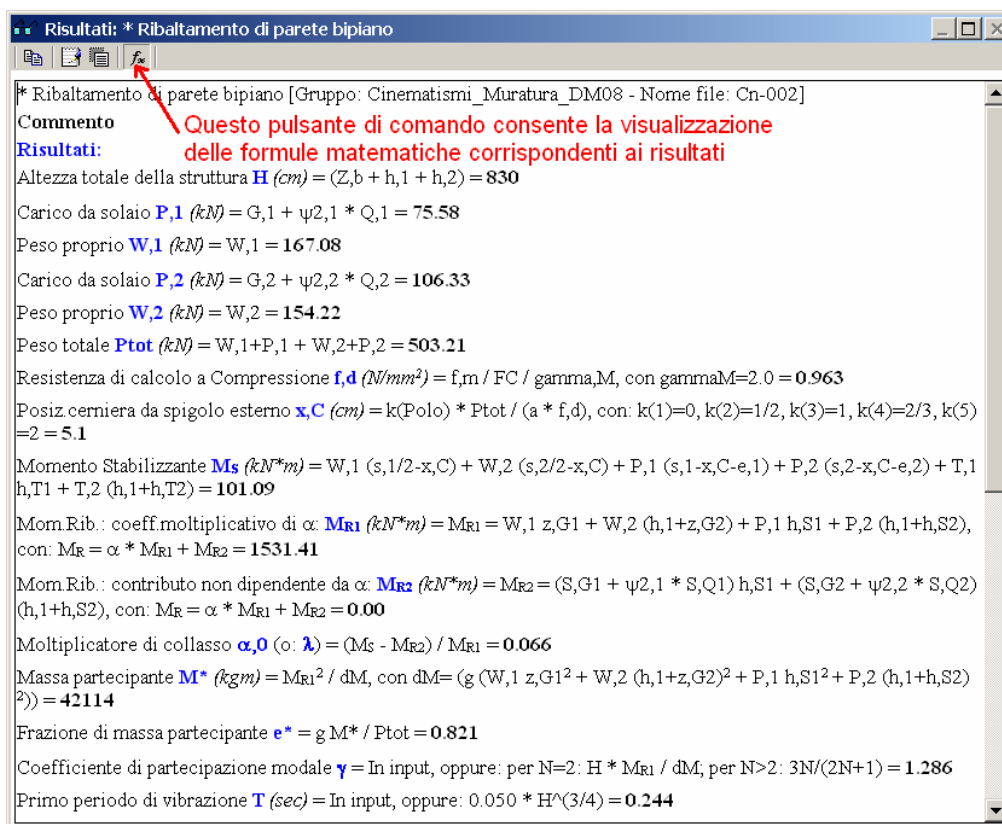 Risultati: * Ribaltamento di parete bipiano
fx
* Ribaltamento di parete bipiano [Gruppo: Cinematismi_Muratura_DM08 - Nome file: Cn-002]
Commento
Questo pulsante di comando consente la visualizzazione
Risultati:
delle formule matematiche corrispondenti ai risultati
Altezza totale della struttura H (cm) = (Z,b + h,1 + h,2) = 830
Carico da solaio P,1 (kN) = G,1 + ψ2,1 * Q,1 = 75.58
Peso proprio W,1 (kN) = W,1 = 167.08
Carico da solaio P,2 (kN) = G,2 + ψ2,2 * Q,2 = 106.33
Peso proprio W,2 (kN) = W,2 = 154.22
Peso totale Ptot (kN) = W,1+P,1 + W,2+P,2 = 503.21
Resistenza di calcolo a Compressione f,d (N/mm²) = f,m / FC / gamma,M, con gammaM=2.0 = 0.963
Posiz.cerniera da spigolo esterno x,C (cm) = k(Polo) * Ptot / (a * f,d), con: k(1)=0, k(2)=1/2, k(3)=1, k(4)=2/3, k(5)
=2 = 5.1
Momento Stabilizzante Ms (kN*m) = W,1 (s,1/2-x,C) + W,2 (s,2/2-x,C) + P,1 (s,1-x,C-e,1) + P,2 (s,2-x,C-e,2) + T,1
h,T1 + T,2 (h,1+h,T2) = 101.09
Mom.Rib.: coeff.moltiplicativo di α: MR1 (kN*m) = MR1 = W,1 z,G1 + W,2 (h,1+z,G2) + P,1 h,S1 + P,2 (h,1+h,S2),
con: MR = α * MR1 + MR2 = 1531.41
Mom.Rib.: contributo non dipendente da α: MR2 (kN*m) = MR2 = (S,G1 + ψ2,1 * S,Q1) h,S1 + (S,G2 + ψ2,2 * S,Q2)
(h,1+h,S2), con: MR = α * MR1 + MR2 = 0.00
Moltiplicatore di collasso α,0 (o: λ) = (Ms - MR2) / MR1 = 0.066
Massa partecipante M* (kgm) = MR1² / dM, con dM= (g (W,1 z,G1² + W,2 (h,1+z,G2)² + P,1 h,S1² + P,2 (h,1+h,S2)
²)) = 42114
Frazione di massa partecipante e* = g M* / Ptot = 0.821
Coefficiente di partecipazione modale γ = In input, oppure: per N=2: H * MR1 / dM; per N>2: 3N/(2N+1) = 1.286
Primo periodo di vibrazione T (sec) = In input, oppure: 0.050 * H^(3/4) = 0.244